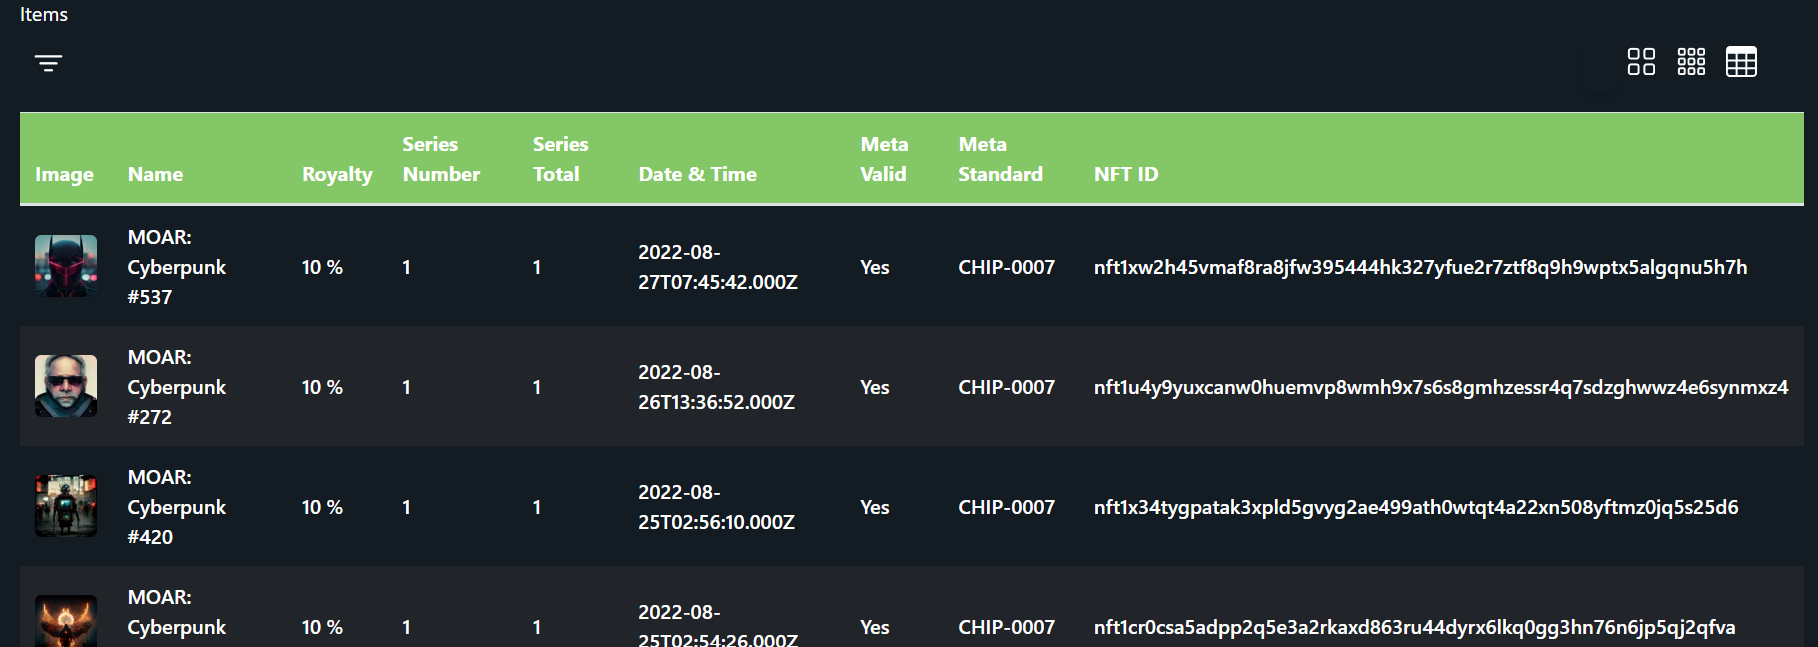 Items
Image Name Royalty Series Number Series Total Date & Time Meta Valid Meta Standard NFT ID
MOAR: Cyberpunk #537 10 % 1 1 2022-08-27T07:45:42.000Z Yes CHIP-0007 nft1xw2h45vmaf8ra8jfw395444hk327yfue2r7ztf8q9h9wptx5algqnu5h7h
MOAR: Cyberpunk #272 10 % 1 1 2022-08-26T13:36:52.000Z Yes CHIP-0007 nft1u4y9yuxcanw0huemvp8wmh9x7s6s8gmhzessr4q7sdzghwwz4e6synmxz4
MOAR: Cyberpunk #420 10 % 1 1 2022-08-25T02:56:10.000Z Yes CHIP-0007 nft1x34tygpatak3xpld5gvyg2ae499ath0wtqt4a22xn508yftmz0jq5s25d6
MOAR: Cyberpunk 10 % 1 1 2022-08-25T02:54:26.000Z Yes CHIP-0007 nft1cr0csa5adpp2q5e3a2rkaxd863ru44dyrx6lkq0gg3hn76n6jp5qj2qfva